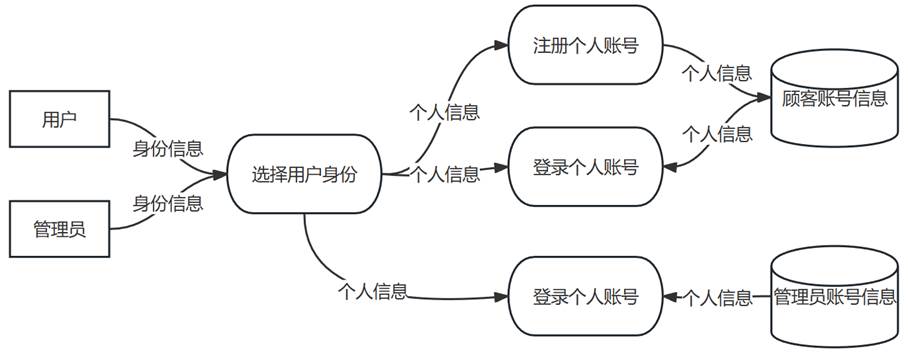 注册个人账号
个人信息
顾客账号信息
个人信息
用户
个人信息
身份信息
选择用户身份
个人信息
登录个人账号
身份信息
管理员
个人信息
登录个人账号
个人信息
管理员账号信息